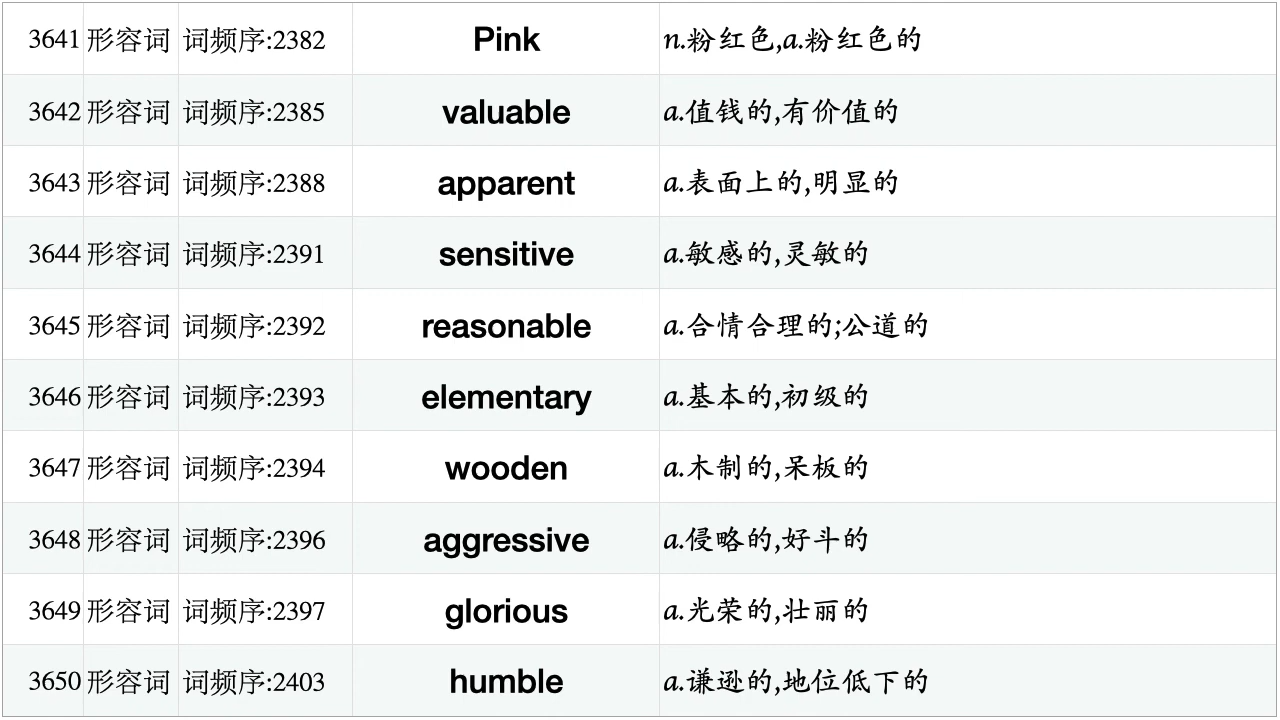 3641 形容词 词频序:2382 Pink n.粉红色,a.粉红色的
3642 形容词 词频序:2385 valuable a.值钱的,有价值的
3643 形容词 词频序:2388 apparent a.表面上的,明显的
3644 形容词 词频序:2391 sensitive a.敏感的,灵敏的
3645 形容词 词频序:2392 reasonable a.合情合理的;公道的
3646 形容词 词频序:2393 elementary a.基本的,初级的
3647 形容词 词频序:2394 wooden a.木制的,呆板的
3648 形容词 词频序:2396 aggressive a.侵略的,好斗的
3649 形容词 词频序:2397 glorious a.光荣的,壮丽的
3650 形容词 词频序:2403 humble a.谦逊的,地位低下的